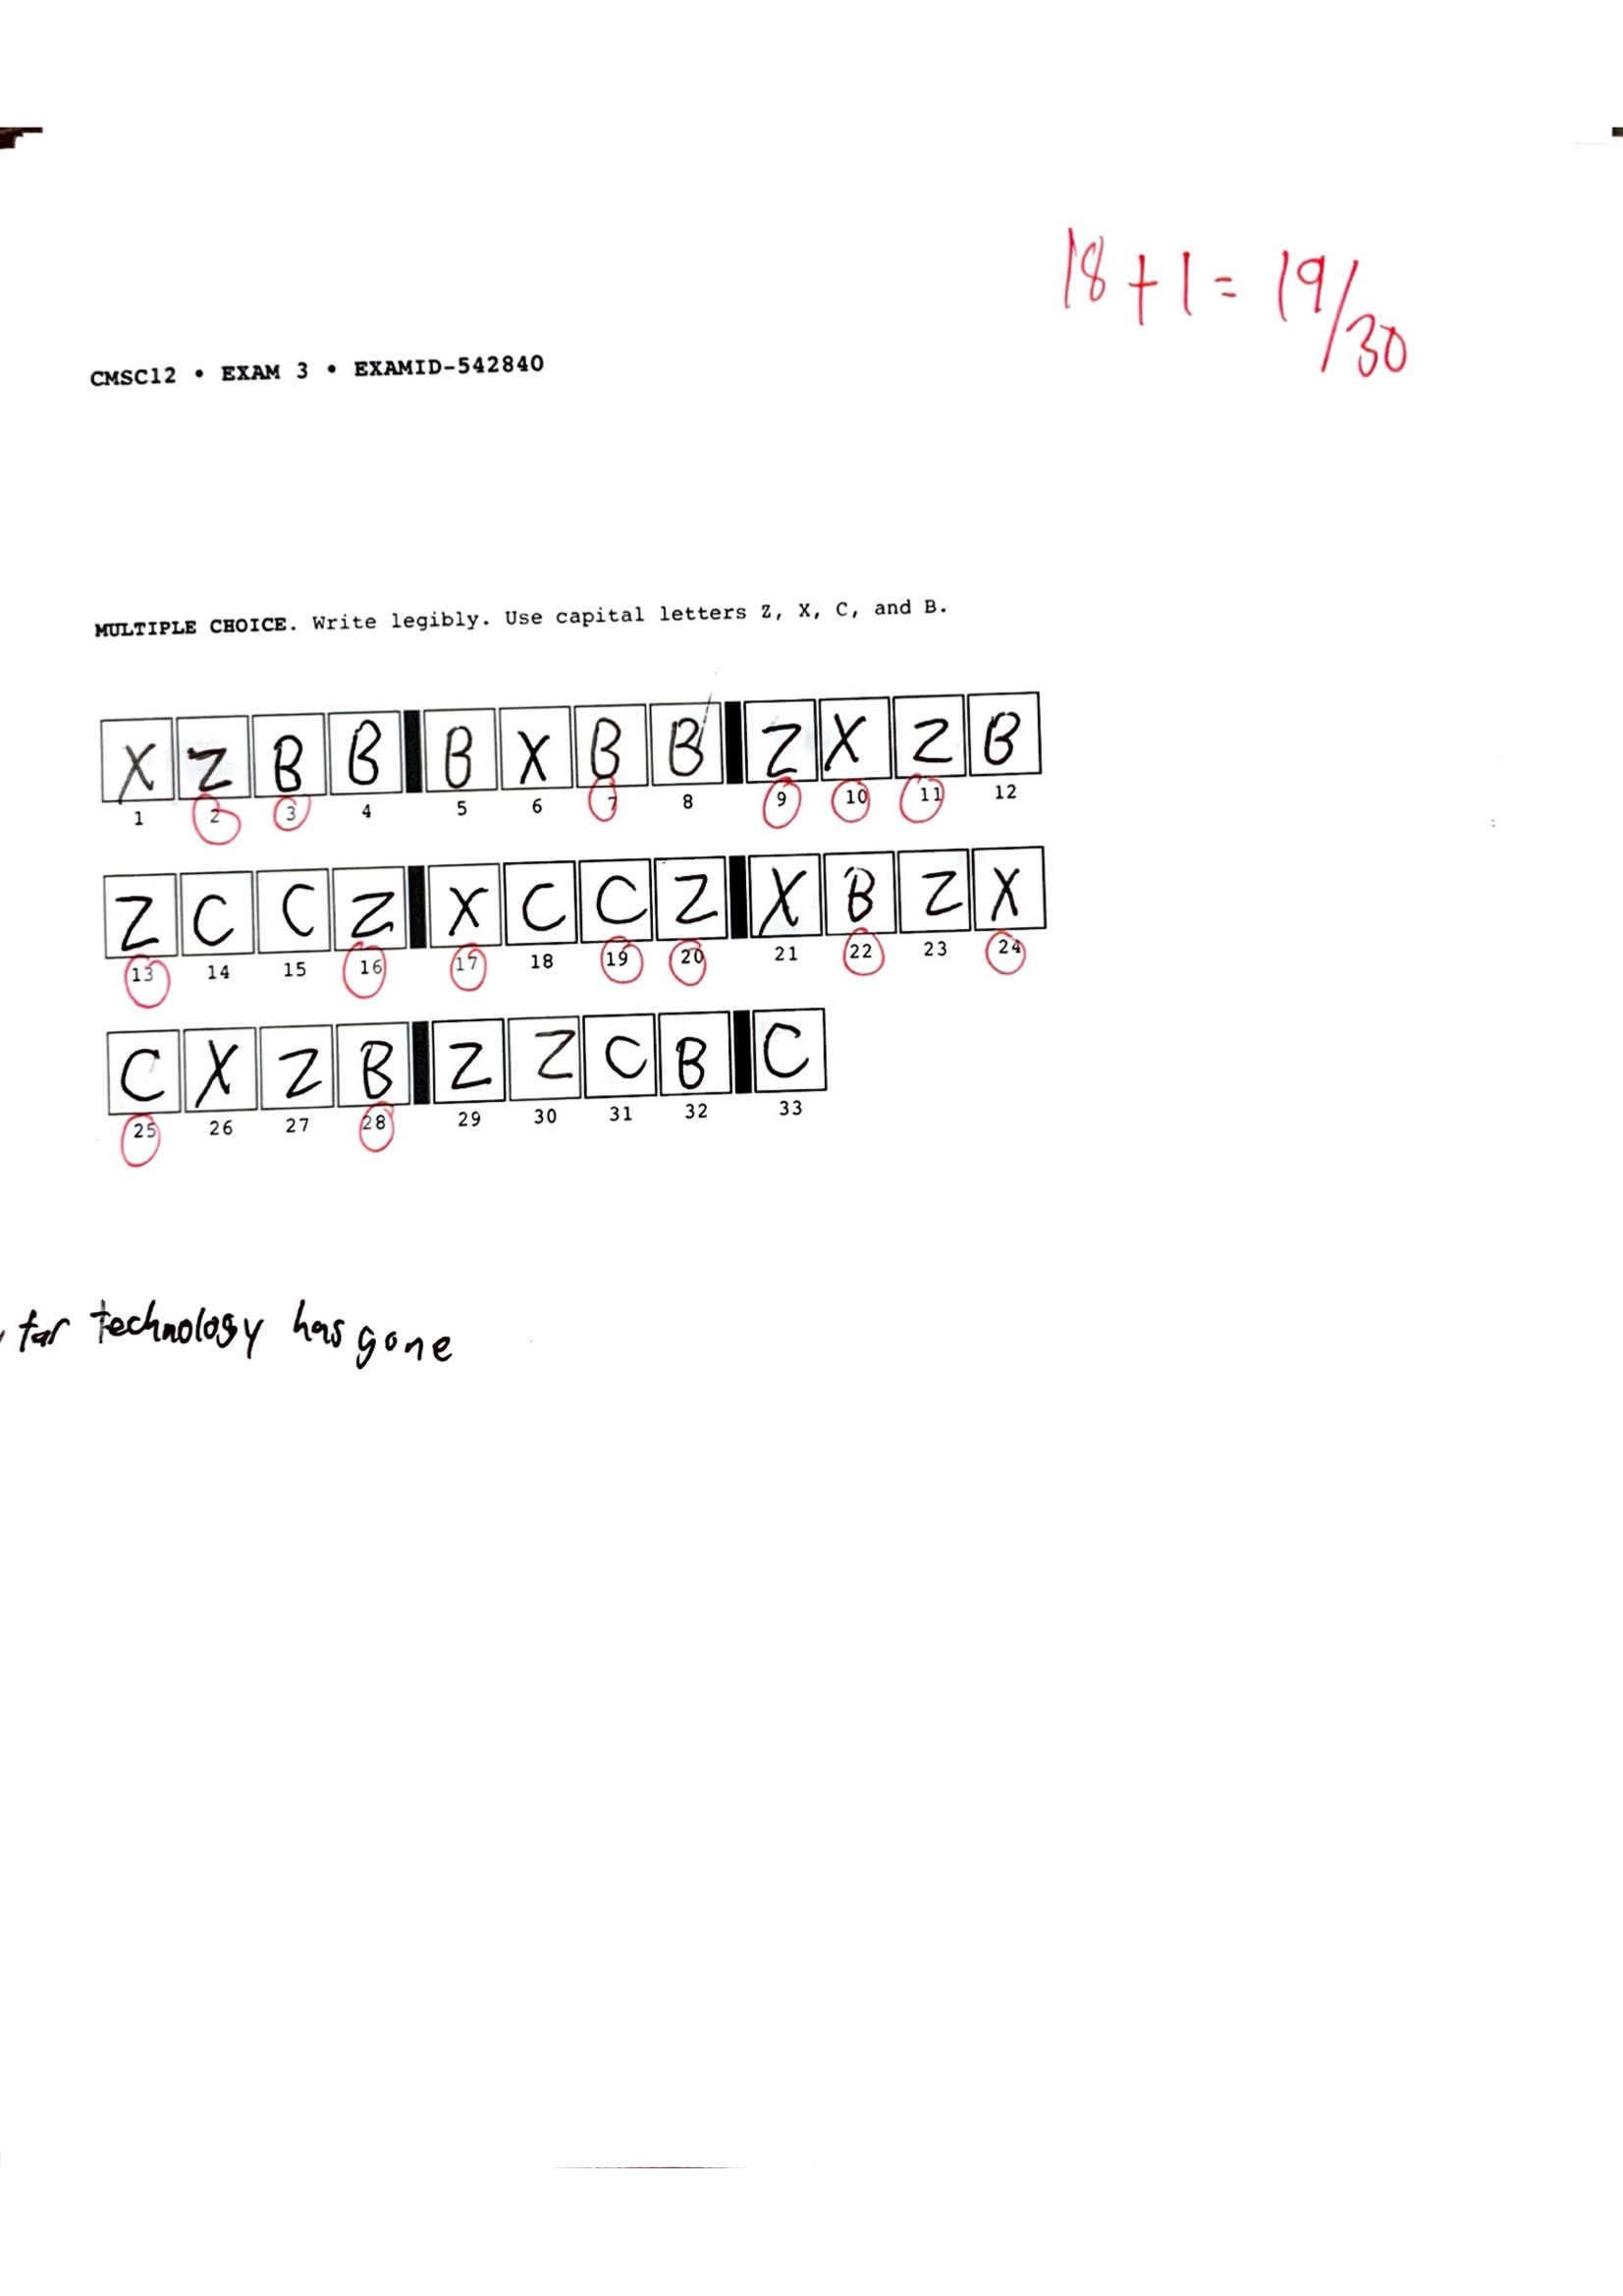 18 + 1 = 19/30
CMSC12 • EXAM 3 • EXAMID-542840
MULTIPLE CHOICE. Write legibly. Use capital letters Z, X, C, and B.
X Z B B B X B B Z X Z B
1 2 3 4 5 6 7 8 9 10 11 12
Z C C Z X C C Z X B Z X
13 14 15 16 17 18 19 20 21 22 23 24
C X Z B Z Z C B C
25 26 27 28 29 30 31 32 33
far technology has gone